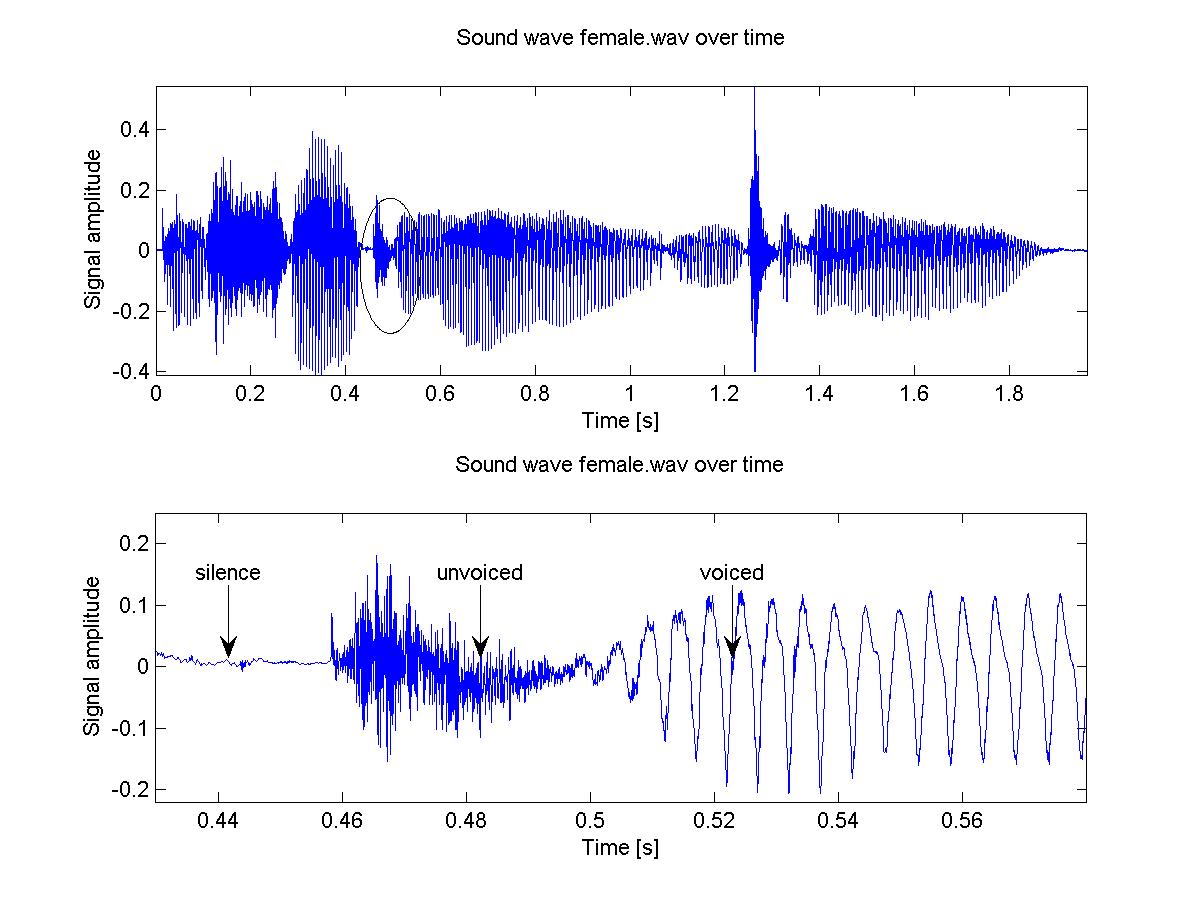 Sound wave female.wav over time
Signal amplitude
0.4
0.2
0
-0.2
-0.4
0 0.2 0.4 0.6 0.8 1 1.2 1.4 1.6 1.8
Time [s]
Sound wave female.wav over time
Signal amplitude
0.2
0.1
0
-0.1
-0.2
silence unvoiced voiced
0.44 0.46 0.48 0.5 0.52 0.54 0.56
Time [s]